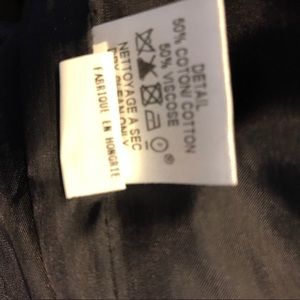 DETAIL
50% COTON/ COTTON
50% VISCOSE
NETTOYAGE A SEC
DRY CLEAN ONLY
FABRIQUE EN HONGRIE